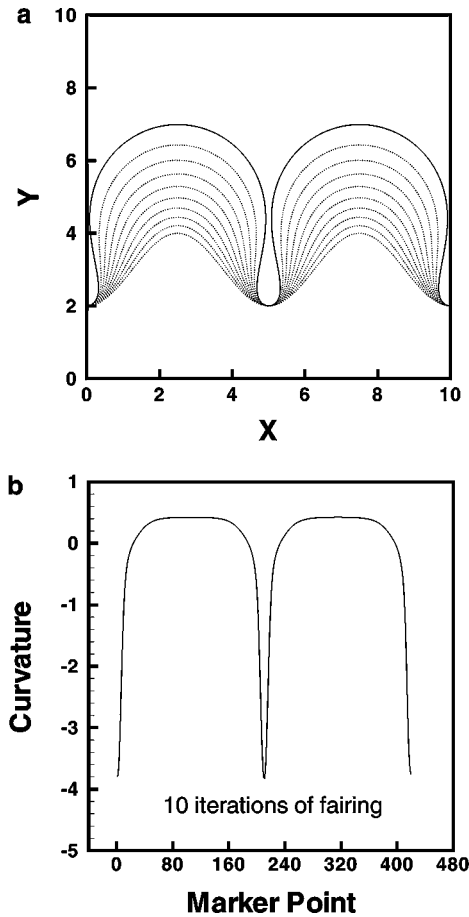 a
10
8
6
Y
4
2
0
0 2 4 6 8 10
X
b
1
0
-1
Curvature
-2
-3
-4
10 iterations of fairing
-5
0 80 160 240 320 400 480
Marker Point